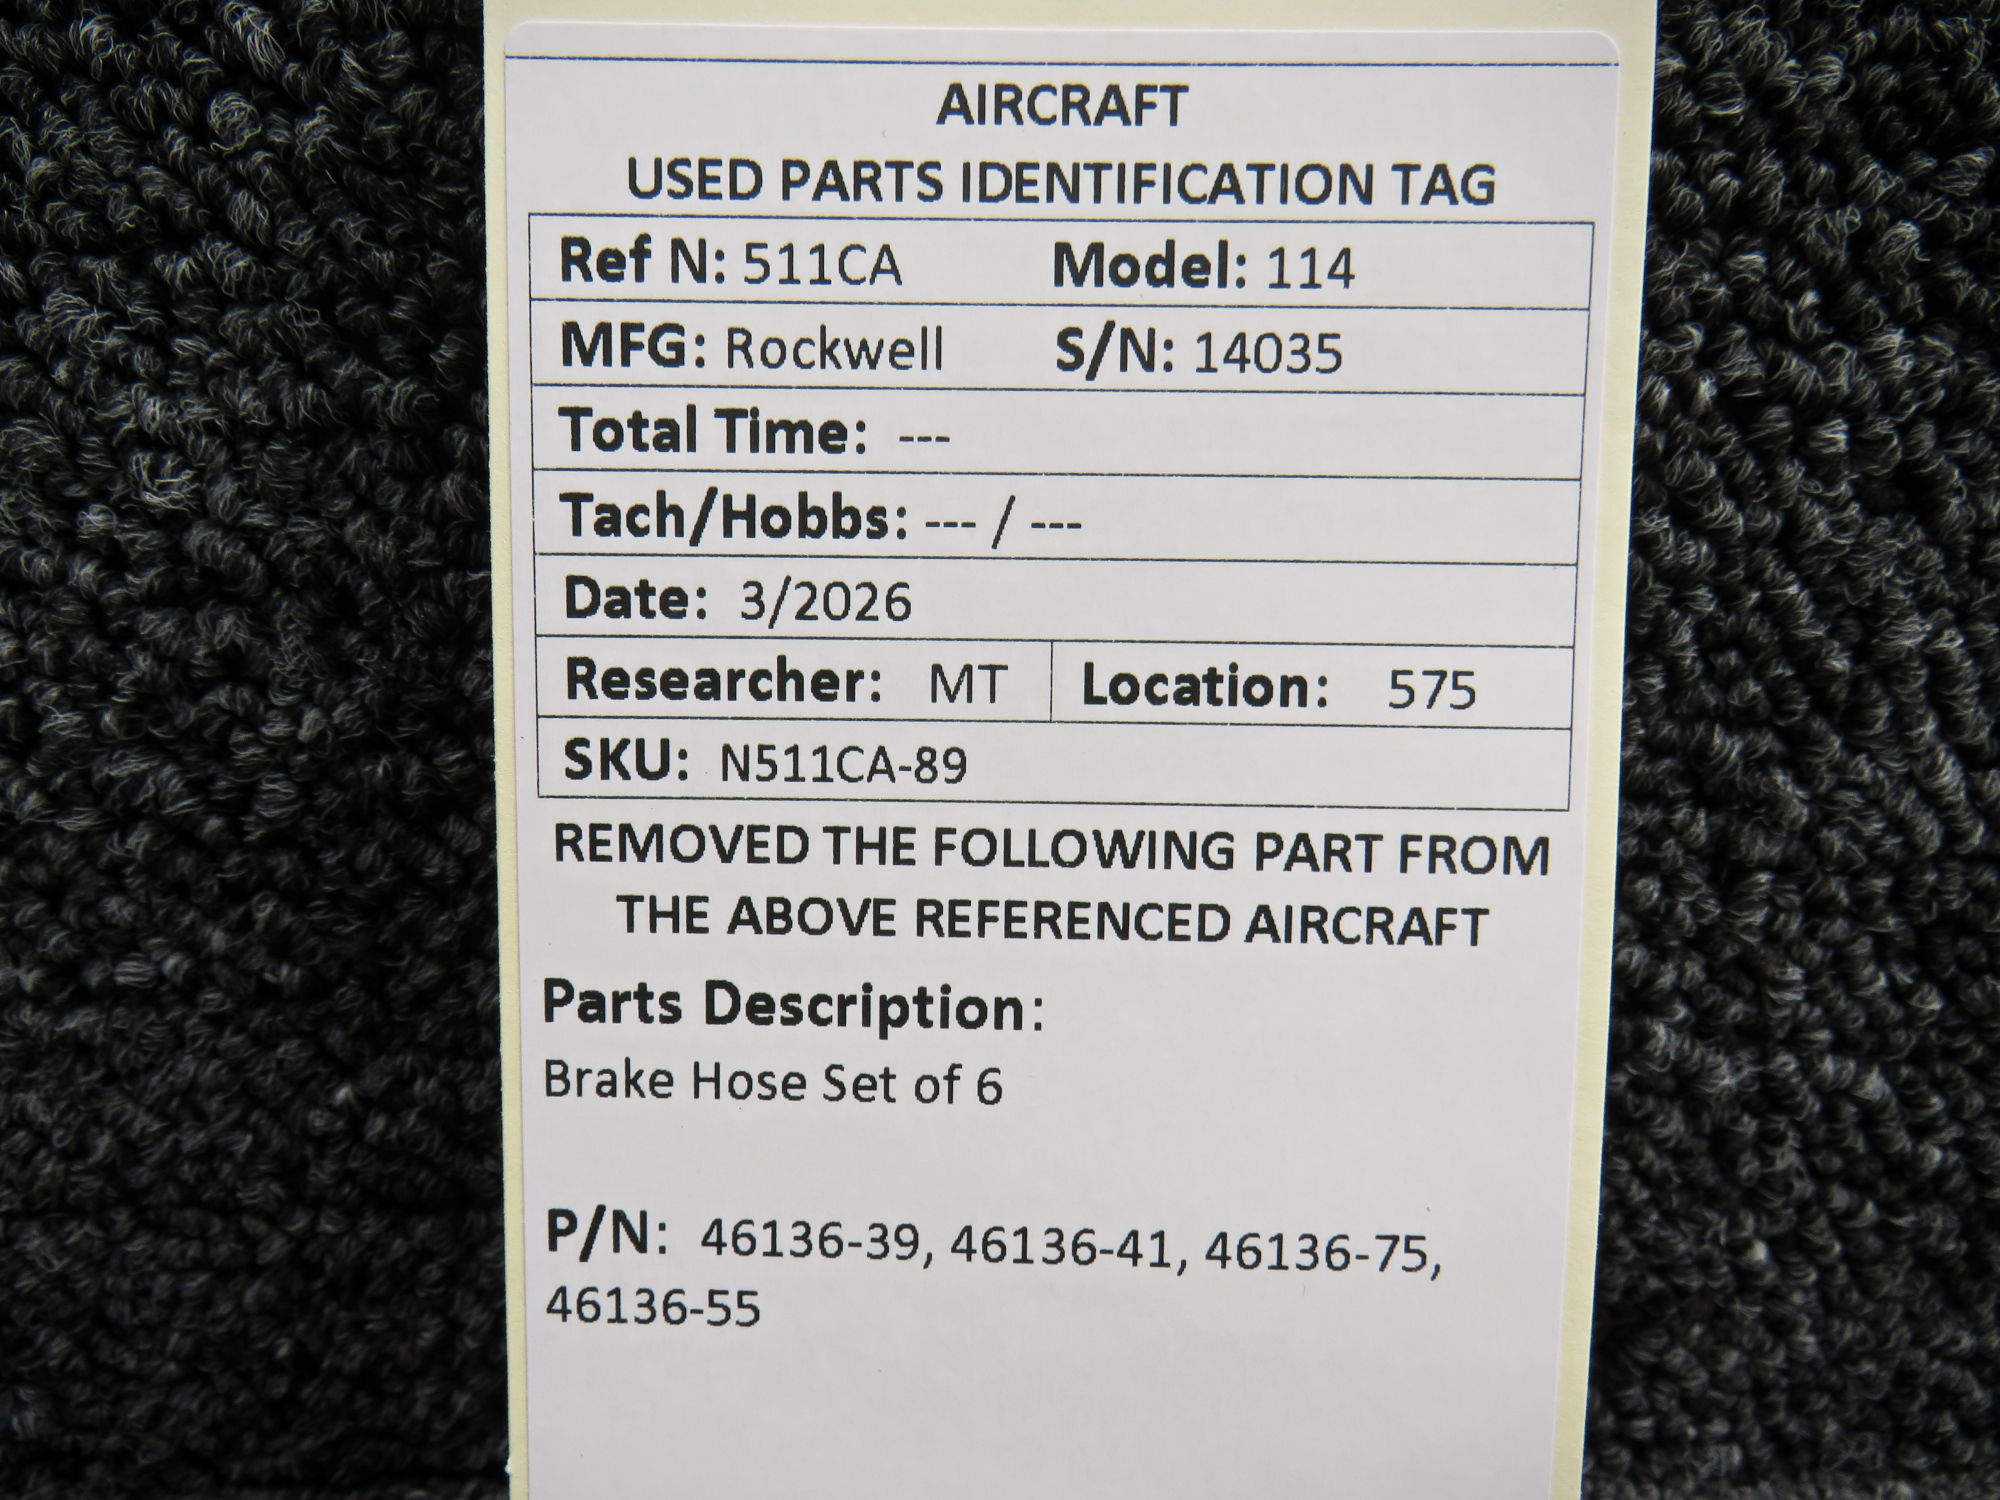 AIRCRAFT
USED PARTS IDENTIFICATION TAG
Ref N: 511CA Model: 114
MFG: Rockwell S/N: 14035
Total Time: ---
Tach/Hobbs: --- / ---
Date: 3/2026
Researcher: MT Location: 575
SKU: N511CA-89
REMOVED THE FOLLOWING PART FROM
THE ABOVE REFERENCED AIRCRAFT
Parts Description:
Brake Hose Set of 6
P/N: 46136-39, 46136-41, 46136-75,
46136-55